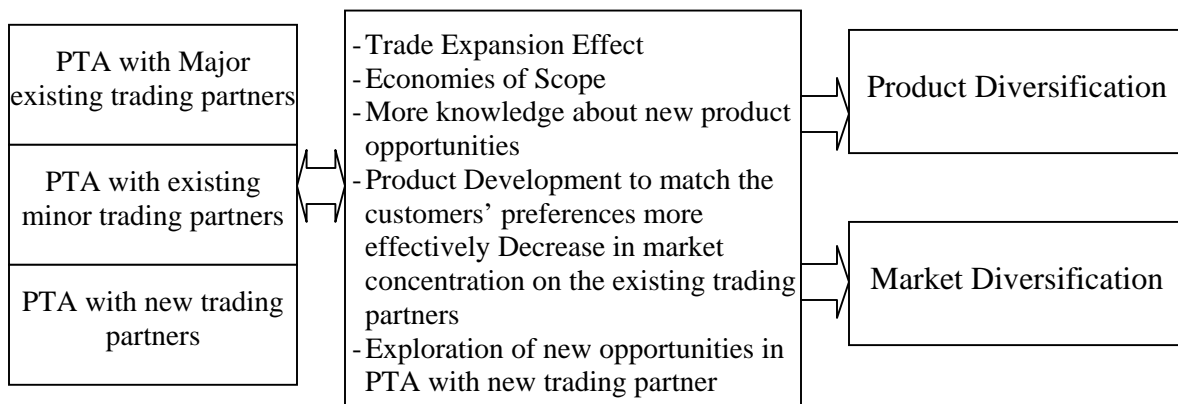 PTA with Major
existing trading partners
PTA with existing
minor trading partners
PTA with new trading
partners
- Trade Expansion Effect
- Economies of Scope
- More knowledge about new product
opportunities
- Product Development to match the
customers’ preferences more
effectively Decrease in market
concentration on the existing trading
partners
- Exploration of new opportunities in
PTA with new trading partner
Product Diversification
Market Diversification